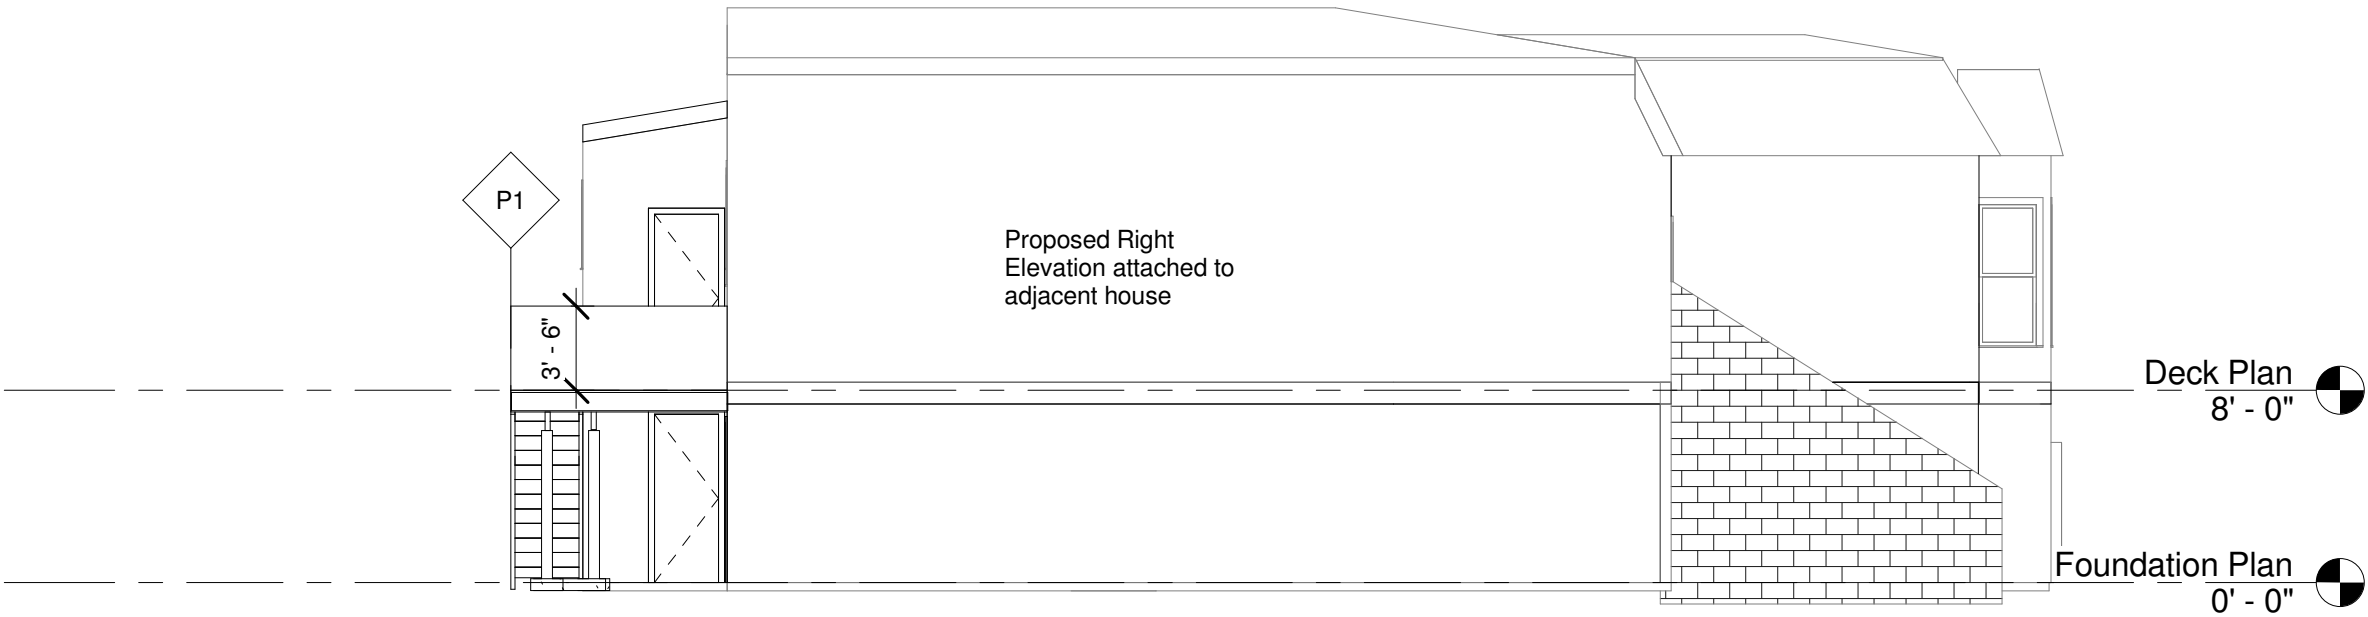 P1
Proposed Right
Elevation attached to
adjacent house
3' - 6"
Deck Plan
8' - 0"
Foundation Plan
0' - 0"